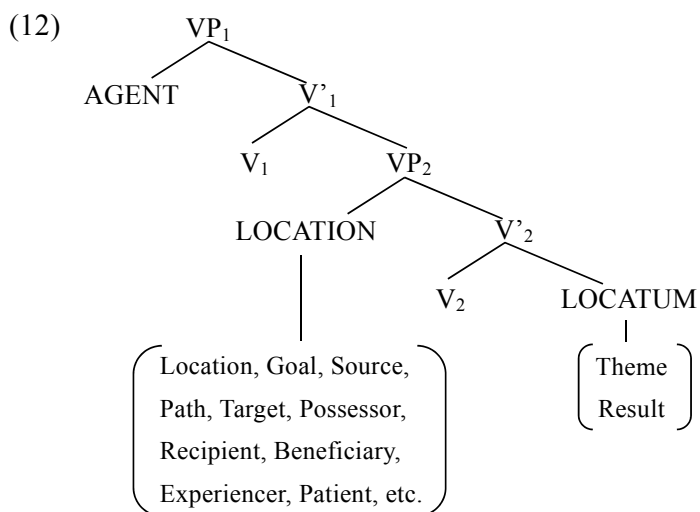 (12)
VP1
AGENT V’1
V1 VP2
LOCATION V’2
V2 LOCATUM
Location, Goal, Source,
Path, Target, Possessor,
Recipient, Beneficiary,
Experiencer, Patient, etc.
Theme
Result